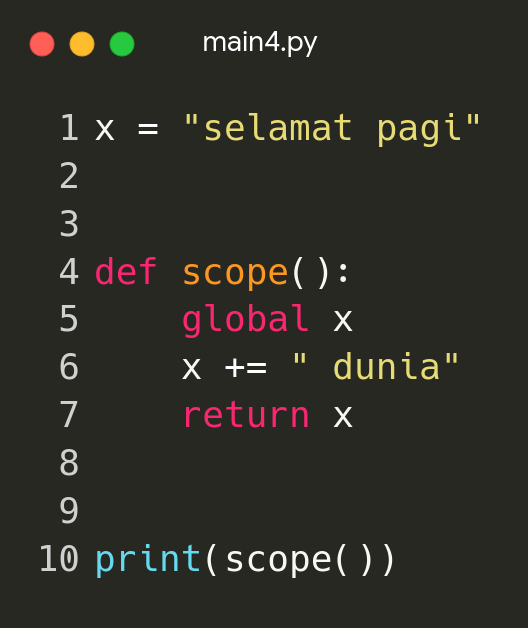 main4.py
1 x = "selamat pagi"
2
3
4 def scope():
5     global x
6     x += " dunia"
7     return x
8
9
10 print(scope())